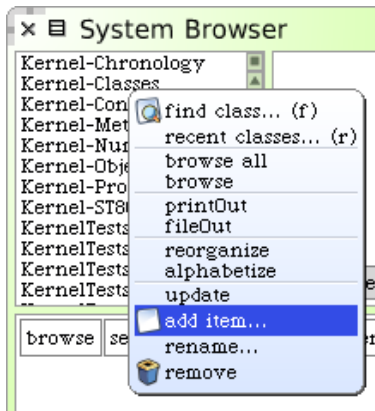 System Browser
Kernel-Chronology
Kernel-Classes
Kernel-Con
Kernel-Met
Kernel-Nu
Kernel-Obje
Kernel-Pro
Kernel-ST80
KernelTests
KernelTests
KernelTests
KernelTests
find class... (f)
recent classes... (r)
browse all
browse
printOut
fileOut
reorganize
alphabetize
update
add item...
rename...
remove
browse
se